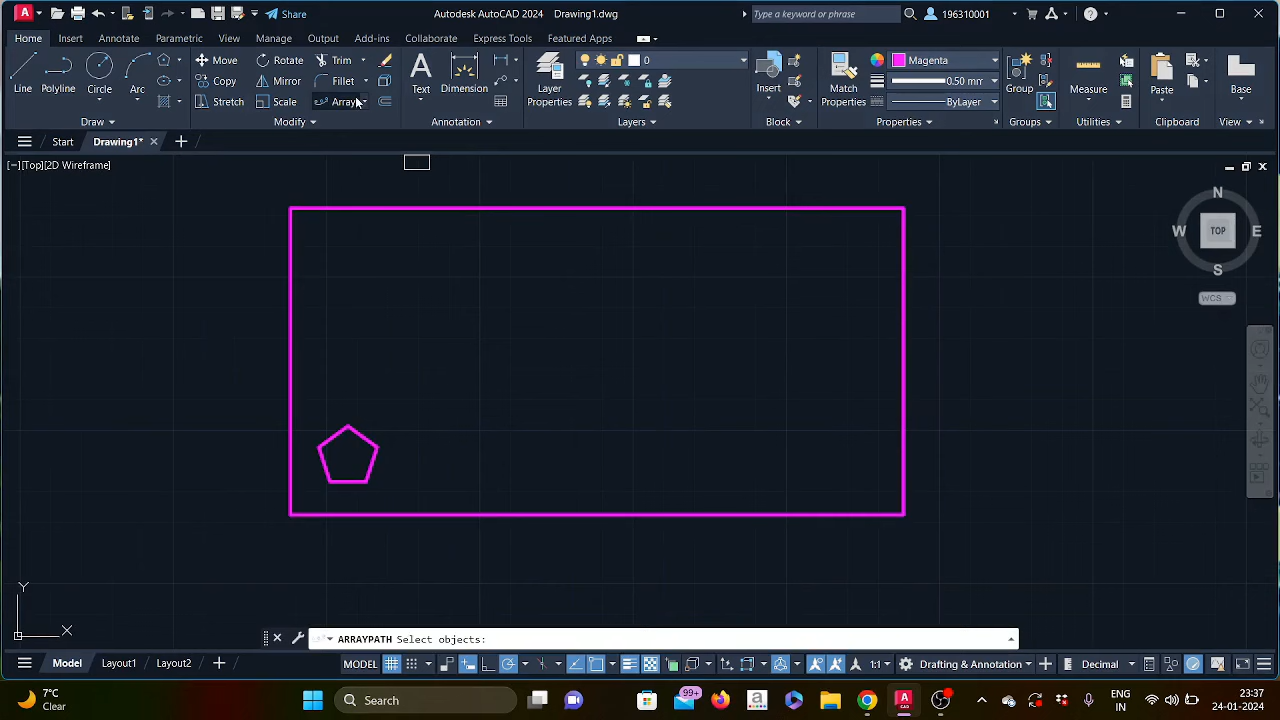 Share
Autodesk AutoCAD 2024 Drawing1.dwg
Type a keyword or phrase
196310001
Home Insert Annotate Parametric View Manage Output Add-ins Collaborate Express Tools Featured Apps
Line Polyline Circle Arc
Move Rotate Trim
Copy Mirror Fillet
Stretch Scale Array
Text Dimension
Layer Properties
0
Insert
Match Properties
Magenta
0.50 mm
ByLayer
Group
Measure
Paste
Base
Draw Modify Annotation Layers Block Properties Groups Utilities Clipboard View
Start Drawing1*
[−][Top][2D Wireframe]
N
W TOP E
S
WCS
Y
X
ARRAYPATH Select objects:
Model Layout1 Layout2
MODEL 1:1 Drafting & Annotation Decimal
7°C
Clear
Search
99+
CAD
ENG
IN
23:37
24-01-2024